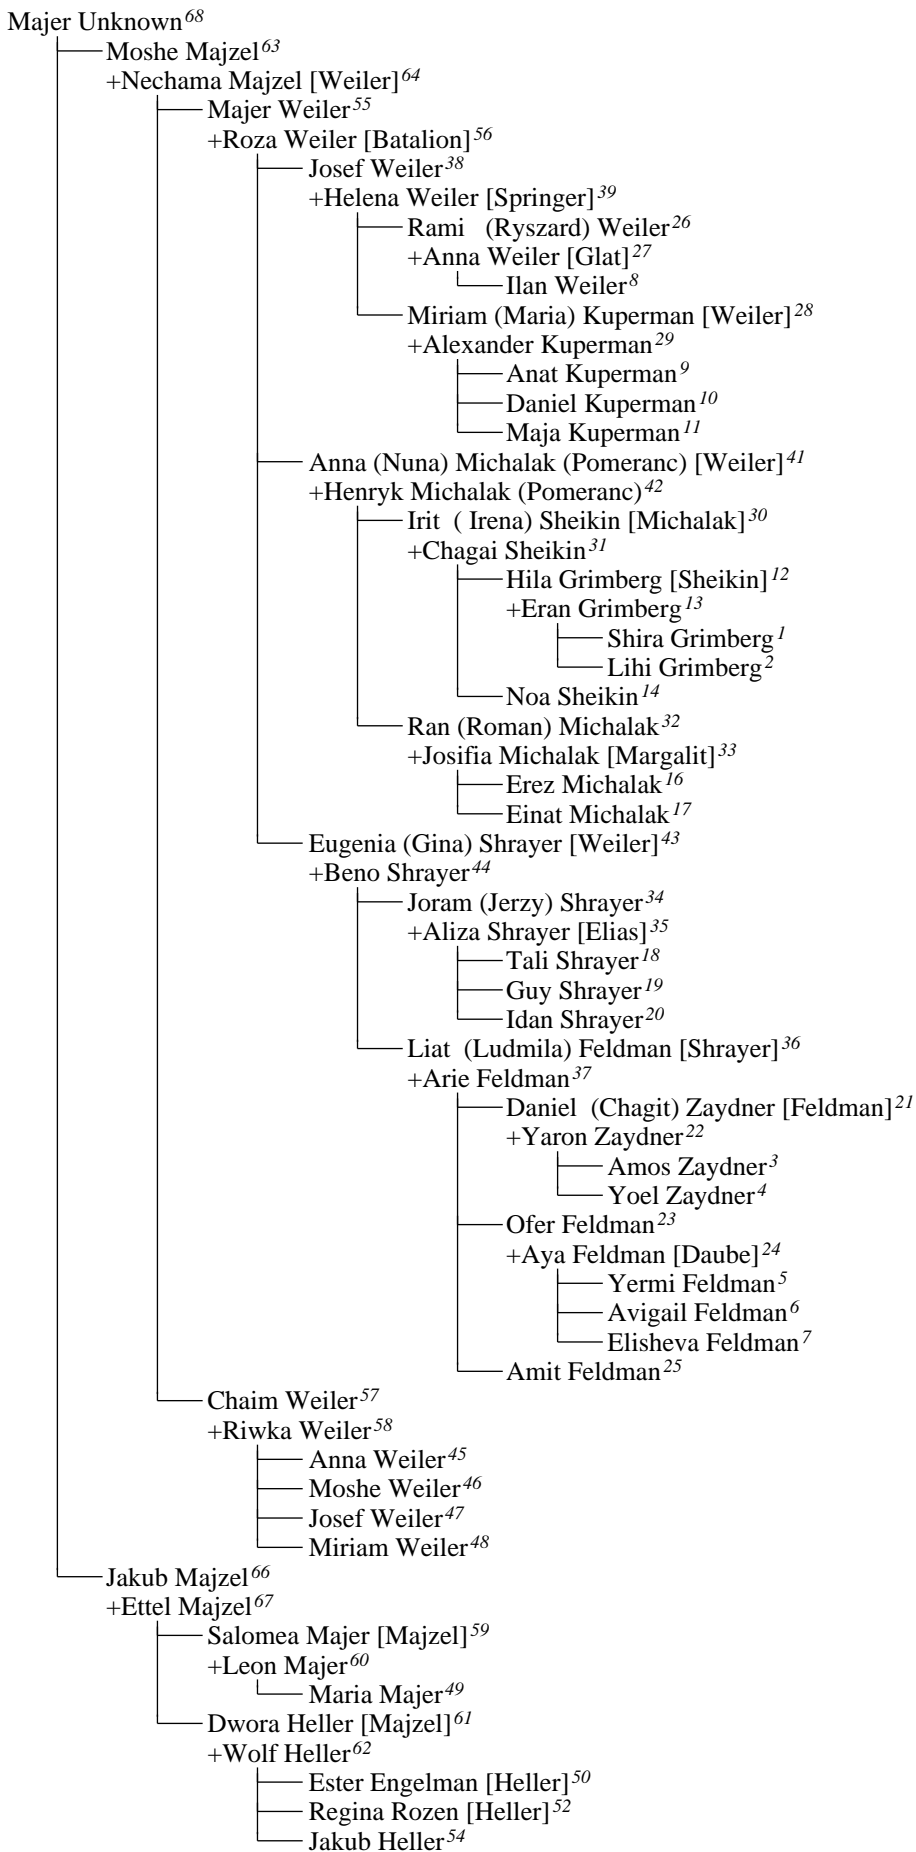 Majer Unknown68
Moshe Majzel63
+Nechama Majzel [Weiler]64
Majer Weiler55
+Roza Weiler [Batalion]56
Josef Weiler38
+Helena Weiler [Springer]39
Rami (Ryszard) Weiler26
+Anna Weiler [Glat]27
Ilan Weiler8
Miriam (Maria) Kuperman [Weiler]28
+Alexander Kuperman29
Anat Kuperman9
Daniel Kuperman10
Maja Kuperman11
Anna (Nuna) Michalak (Pomeranc) [Weiler]41
+Henryk Michalak (Pomeranc)42
Irit ( Irena) Sheikin [Michalak]30
+Chagai Sheikin31
Hila Grimberg [Sheikin]12
+Eran Grimberg13
Shira Grimberg1
Lihi Grimberg2
Noa Sheikin14
Ran (Roman) Michalak32
+Josifia Michalak [Margalit]33
Erez Michalak16
Einat Michalak17
Eugenia (Gina) Shrayer [Weiler]43
+Beno Shrayer44
Joram (Jerzy) Shrayer34
+Aliza Shrayer [Elias]35
Tali Shrayer18
Guy Shrayer19
Idan Shrayer20
Liat (Ludmila) Feldman [Shrayer]36
+Arie Feldman37
Daniel (Chagit) Zaydner [Feldman]21
+Yaron Zaydner22
Amos Zaydner3
Yoel Zaydner4
Ofer Feldman23
+Aya Feldman [Daube]24
Yermi Feldman5
Avigail Feldman6
Elisheva Feldman7
Amit Feldman25
Chaim Weiler57
+Riwka Weiler58
Anna Weiler45
Moshe Weiler46
Josef Weiler47
Miriam Weiler48
Jakub Majzel66
+Ettel Majzel67
Salomea Majer [Majzel]59
+Leon Majer60
Maria Majer49
Dwora Heller [Majzel]61
+Wolf Heller62
Ester Engelman [Heller]50
Regina Rozen [Heller]52
Jakub Heller54